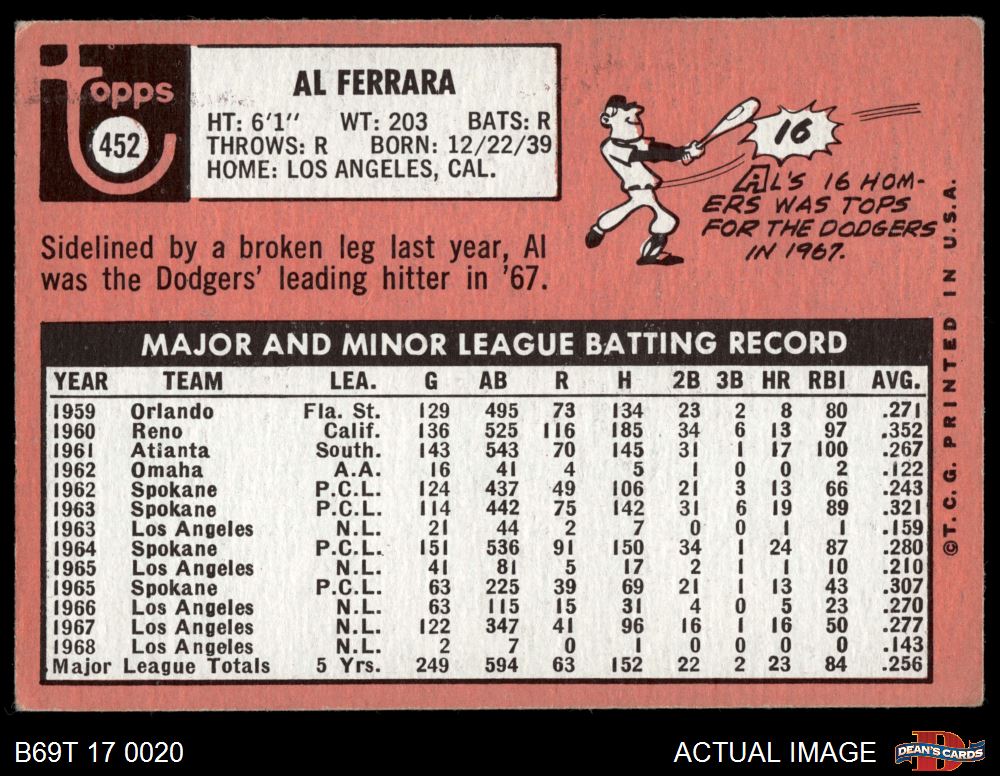 topps
452
AL FERRARA
HT: 6'1" WT: 203 BATS: R
THROWS: R BORN: 12/22/39
HOME: LOS ANGELES, CAL.
16
AL'S 16 HOM-
ERS WAS TOPS
FOR THE DODGERS
IN 1967.
Sidelined by a broken leg last year, Al
was the Dodgers' leading hitter in '67.
MAJOR AND MINOR LEAGUE BATTING RECORD
YEAR TEAM LEA. G AB R H 2B 3B HR RBI AVG.
1959 Orlando Fla. St. 129 495 73 134 23 2 8 80 .271
1960 Reno Calif. 136 525 116 185 34 6 13 97 .352
1961 Atlanta South. 143 543 70 145 31 1 17 100 .267
1962 Omaha A.A. 16 41 4 5 1 0 0 2 .122
1962 Spokane P.C.L. 124 437 49 106 21 3 13 66 .243
1963 Spokane P.C.L. 114 442 75 142 31 6 19 89 .321
1963 Los Angeles N.L. 21 44 2 7 0 0 1 1 .159
1964 Spokane P.C.L. 151 536 91 150 34 1 24 87 .280
1965 Los Angeles N.L. 41 81 5 17 2 1 1 10 .210
1965 Spokane P.C.L. 63 225 39 69 21 1 13 43 .307
1966 Los Angeles N.L. 63 115 15 31 4 0 5 23 .270
1967 Los Angeles N.L. 122 347 41 96 16 1 16 50 .277
1968 Los Angeles N.L. 2 7 0 1 0 0 0 0 .143
Major League Totals 5 Yrs. 249 594 63 152 22 2 23 84 .256
©T.C.G. PRINTED IN U.S.A.
B69T 17 0020
ACTUAL IMAGE
DEAN'S CARDS